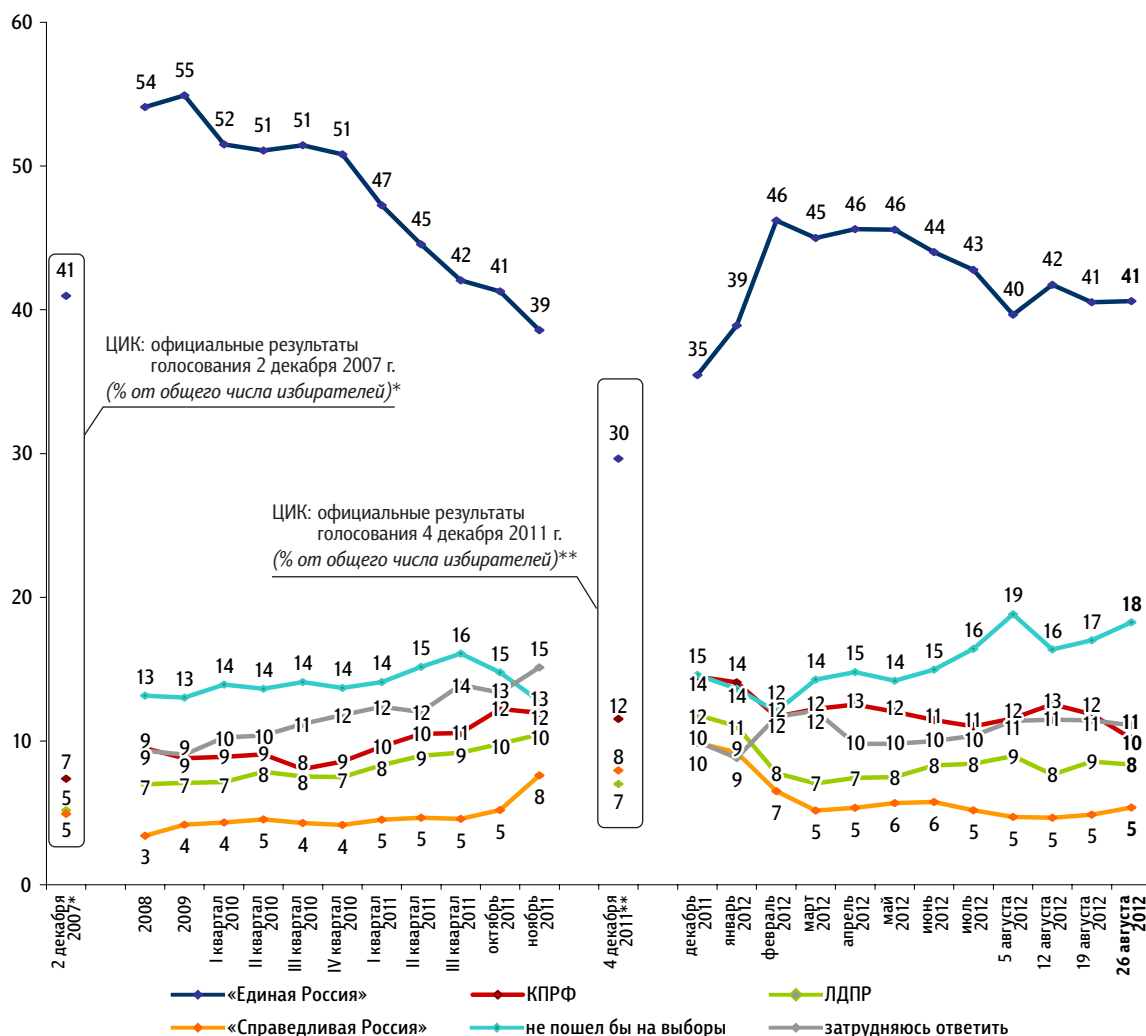 60
50
40
30
20
10
0
54 55 52 51 51 51 47 45 42 41 39
35 39 46 45 46 46 44 43 40 42 41 41
41
ЦИК: официальные результаты
голосования 2 декабря 2007 г.
(% от общего числа избирателей)*
30
ЦИК: официальные результаты
голосования 4 декабря 2011 г.
(% от общего числа избирателей)**
7
5
5
12
8
7
13 13 14 14 14 14 14 15 16 15 13
9 9 10 10 11 12 12 12 14 13 15
9 9 9 9 8 9 10 10 11 12 12
7 7 7 8 8 7 8 9 9 10 10
3 4 4 5 4 4 5 5 5 5 8
15 14 12 14 15 14 15 16 19 16 17 18
14 14 12 12 13 12 11 11 12 13 12 10
10 9 12 12 10 10 10 10 11 11 11 11
12 11 8 7 7 8 8 8 9 8 9 8
10 9 7 5 5 6 6 5 5 5 5 5
2 декабря
2007*
2008
2009
I квартал
2010
II квартал
2010
III квартал
2010
IV квартал
2010
I квартал
2011
II квартал
2011
III квартал
2011
октябрь
2011
ноябрь
2011
4 декабря
2011**
декабрь
2011
январь
2012
февраль
2012
март
2012
апрель
2012
май
2012
июнь
2012
июль
2012
5 августа
2012
12 августа
2012
19 августа
2012
26 августа
2012
«Единая Россия» КПРФ ЛДПР
«Справедливая Россия» не пошел бы на выборы затрудняюсь ответить